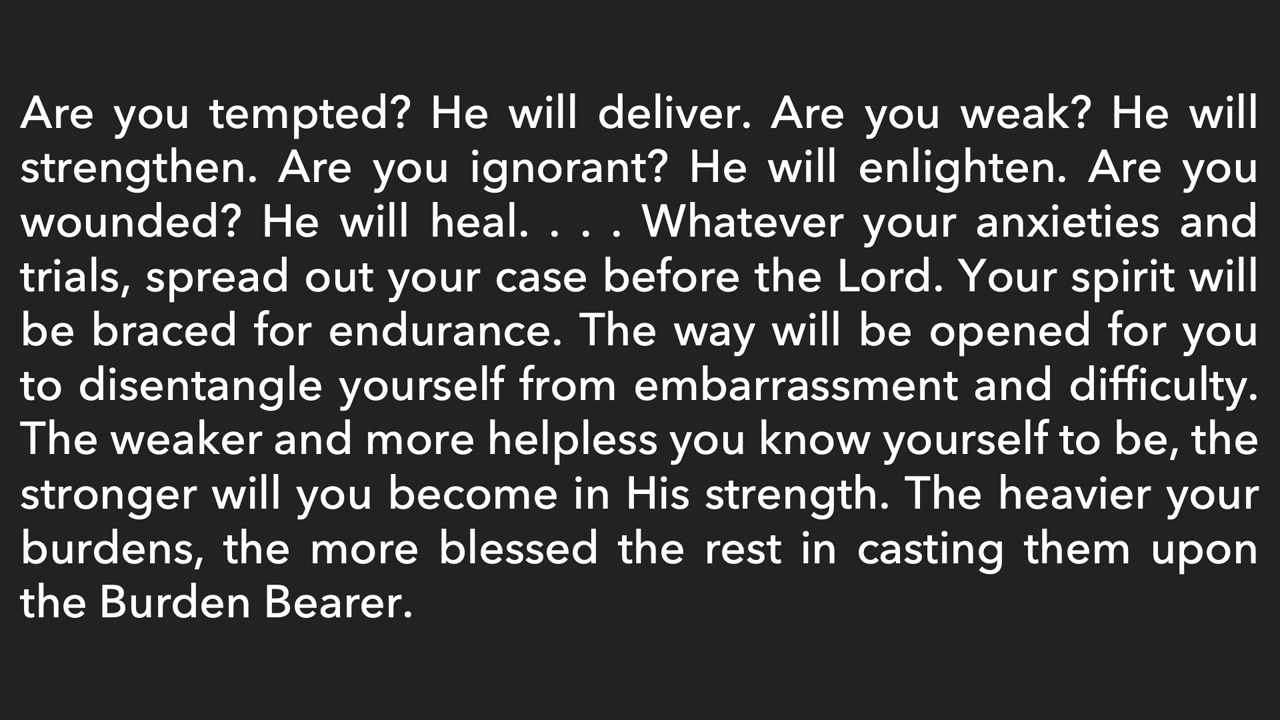 Are you tempted? He will deliver. Are you weak? He will
strengthen. Are you ignorant? He will enlighten. Are you
wounded? He will heal. . . . Whatever your anxieties and
trials, spread out your case before the Lord. Your spirit will
be braced for endurance. The way will be opened for you
to disentangle yourself from embarrassment and difficulty.
The weaker and more helpless you know yourself to be, the
stronger will you become in His strength. The heavier your
burdens, the more blessed the rest in casting them upon
the Burden Bearer.